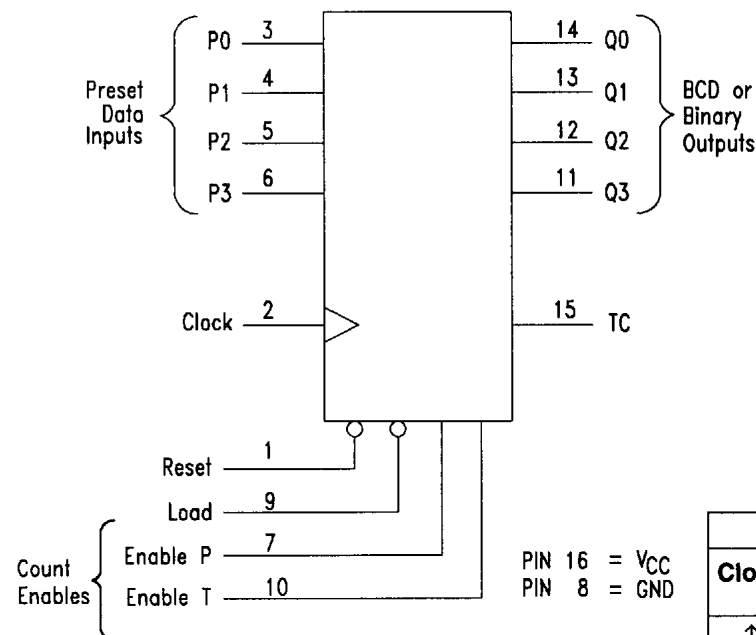 P0 3
14 Q0
Preset
Data
Inputs
P1 4
13 Q1
BCD or
Binary
Outputs
P2 5
12 Q2
P3 6
11 Q3
Clock 2
15 TC
Reset 1
Load 9
Count
Enables
Enable P 7
Enable T 10
PIN 16 = VCC
PIN 8 = GND
Clo